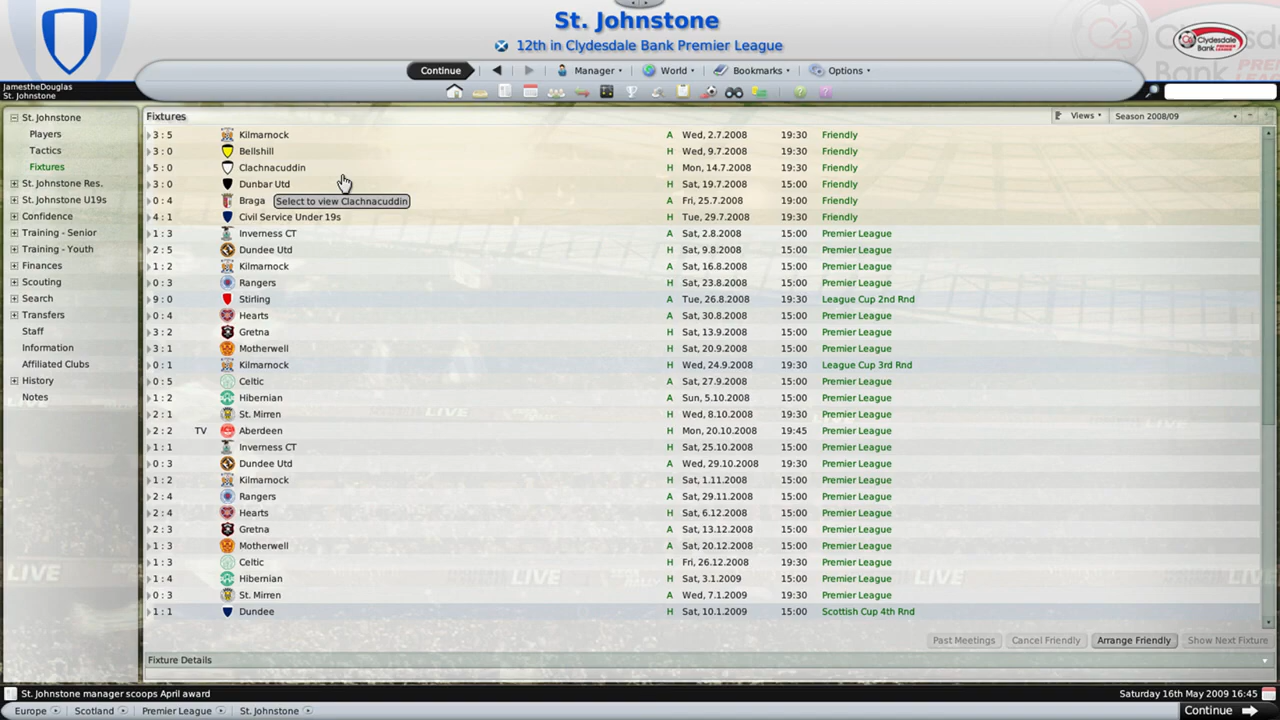 St. Johnstone
12th in Clydesdale Bank Premier League
Clydesdale Bank
Continue Manager World Bookmarks Options
JamestheDouglas
St. Johnstone
St. Johnstone
Players
Tactics
Fixtures
St. Johnstone Res.
St. Johnstone U19s
Confidence
Training - Senior
Training - Youth
Finances
Scouting
Search
Transfers
Staff
Information
Affiliated Clubs
History
Notes
Fixtures Views Season 2008/09
3 : 5 Kilmarnock A Wed, 2.7.2008 19:30 Friendly
3 : 0 Bellshill H Wed, 9.7.2008 19:30 Friendly
5 : 0 Clachnacuddin H Mon, 14.7.2008 19:30 Friendly
3 : 0 Dunbar Utd H Sat, 19.7.2008 15:00 Friendly
0 : 4 Braga A Fri, 25.7.2008 19:00 Friendly
Select to view Clachnacuddin
4 : 1 Civil Service Under 19s H Tue, 29.7.2008 19:30 Friendly
1 : 3 Inverness CT A Sat, 2.8.2008 15:00 Premier League
2 : 5 Dundee Utd H Sat, 9.8.2008 15:00 Premier League
1 : 2 Kilmarnock A Sat, 16.8.2008 15:00 Premier League
0 : 3 Rangers H Sat, 23.8.2008 15:00 Premier League
9 : 0 Stirling A Tue, 26.8.2008 19:30 League Cup 2nd Rnd
0 : 4 Hearts A Sat, 30.8.2008 15:00 Premier League
3 : 2 Gretna H Sat, 13.9.2008 15:00 Premier League
3 : 1 Motherwell H Sat, 20.9.2008 15:00 Premier League
0 : 1 Kilmarnock H Wed, 24.9.2008 19:30 League Cup 3rd Rnd
0 : 5 Celtic A Sat, 27.9.2008 15:00 Premier League
1 : 2 Hibernian A Sun, 5.10.2008 15:00 Premier League
2 : 1 St. Mirren H Wed, 8.10.2008 19:30 Premier League
2 : 2 TV Aberdeen H Mon, 20.10.2008 19:45 Premier League
1 : 1 Inverness CT H Sat, 25.10.2008 15:00 Premier League
0 : 3 Dundee Utd A Wed, 29.10.2008 19:30 Premier League
1 : 2 Kilmarnock H Sat, 1.11.2008 15:00 Premier League
2 : 4 Rangers A Sat, 29.11.2008 15:00 Premier League
2 : 4 Hearts H Sat, 6.12.2008 15:00 Premier League
2 : 3 Gretna A Sat, 13.12.2008 15:00 Premier League
1 : 3 Motherwell A Sat, 20.12.2008 15:00 Premier League
1 : 3 Celtic H Fri, 26.12.2008 19:30 Premier League
1 : 4 Hibernian H Sat, 3.1.2009 15:00 Premier League
0 : 3 St. Mirren A Wed, 7.1.2009 19:30 Premier League
1 : 1 Dundee H Sat, 10.1.2009 15:00 Scottish Cup 4th Rnd
Past Meetings Cancel Friendly Arrange Friendly Show Next Fixture
Fixture Details
St. Johnstone manager scoops April award Saturday 16th May 2009 16:45
Europe Scotland Premier League St. Johnstone Continue